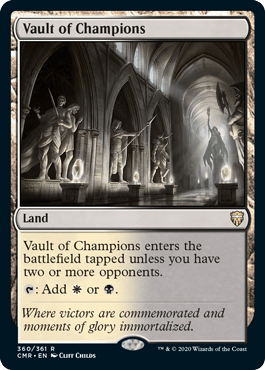 Vault of Champions
Land
Vault of Champions enters the
battlefield tapped unless you
have two or more opponents.
: Add or .
Where victors are commemorated and
moments of glory immortalized.
360/361 R
CMR • EN CLIFF CHILDS
™ & © 2020 Wizards of the Coast